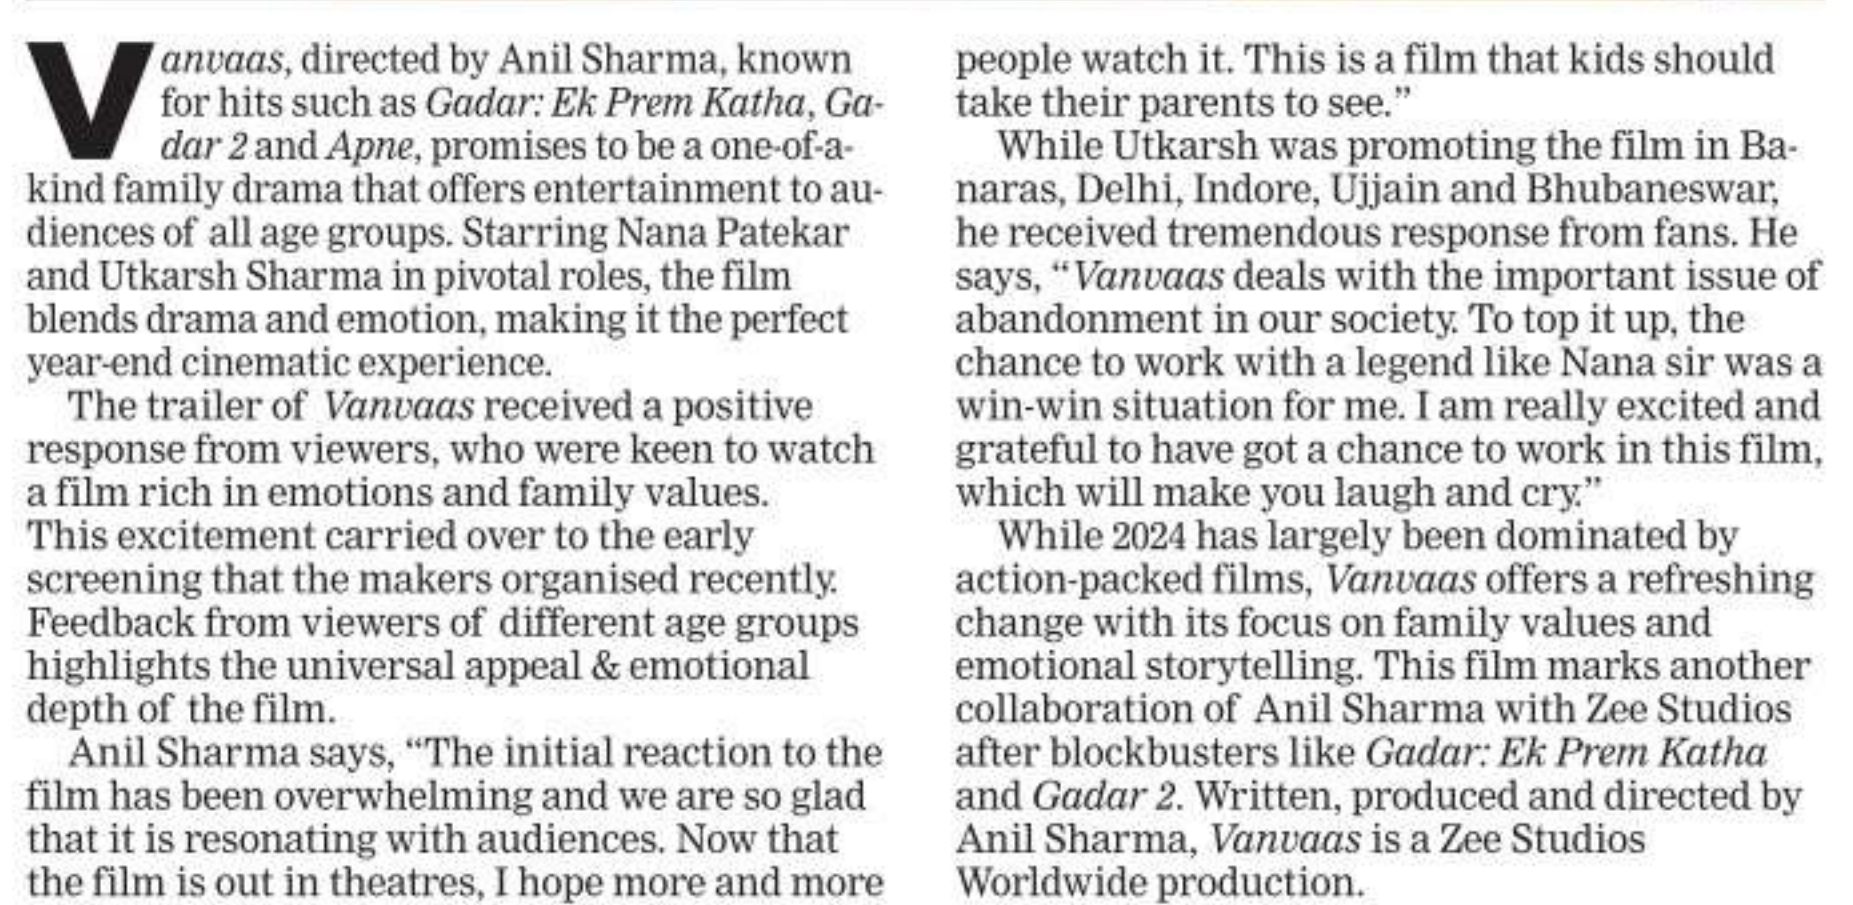 Vanvaas, directed by Anil Sharma, known
for hits such as Gadar: Ek Prem Katha, Ga-
dar 2 and Apne, promises to be a one-of-a-
kind family drama that offers entertainment to au-
diences of all age groups. Starring Nana Patekar
and Utkarsh Sharma in pivotal roles, the film
blends drama and emotion, making it the perfect
year-end cinematic experience.
The trailer of Vanvaas received a positive
response from viewers, who were keen to watch
a film rich in emotions and family values.
This excitement carried over to the early
screening that the makers organised recently.
Feedback from viewers of different age groups
highlights the universal appeal & emotional
depth of the film.
Anil Sharma says, “The initial reaction to the
film has been overwhelming and we are so glad
that it is resonating with audiences. Now that
the film is out in theatres, I hope more and more
people watch it. This is a film that kids should
take their parents to see.”
While Utkarsh was promoting the film in Ba-
naras, Delhi, Indore, Ujjain and Bhubaneswar,
he received tremendous response from fans. He
says, “Vanvaas deals with the important issue of
abandonment in our society. To top it up, the
chance to work with a legend like Nana sir was a
win-win situation for me. I am really excited and
grateful to have got a chance to work in this film,
which will make you laugh and cry.”
While 2024 has largely been dominated by
action-packed films, Vanvaas offers a refreshing
change with its focus on family values and
emotional storytelling. This film marks another
collaboration of Anil Sharma with Zee Studios
after blockbusters like Gadar: Ek Prem Katha
and Gadar 2. Written, produced and directed by
Anil Sharma, Vanvaas is a Zee Studios
Worldwide production.